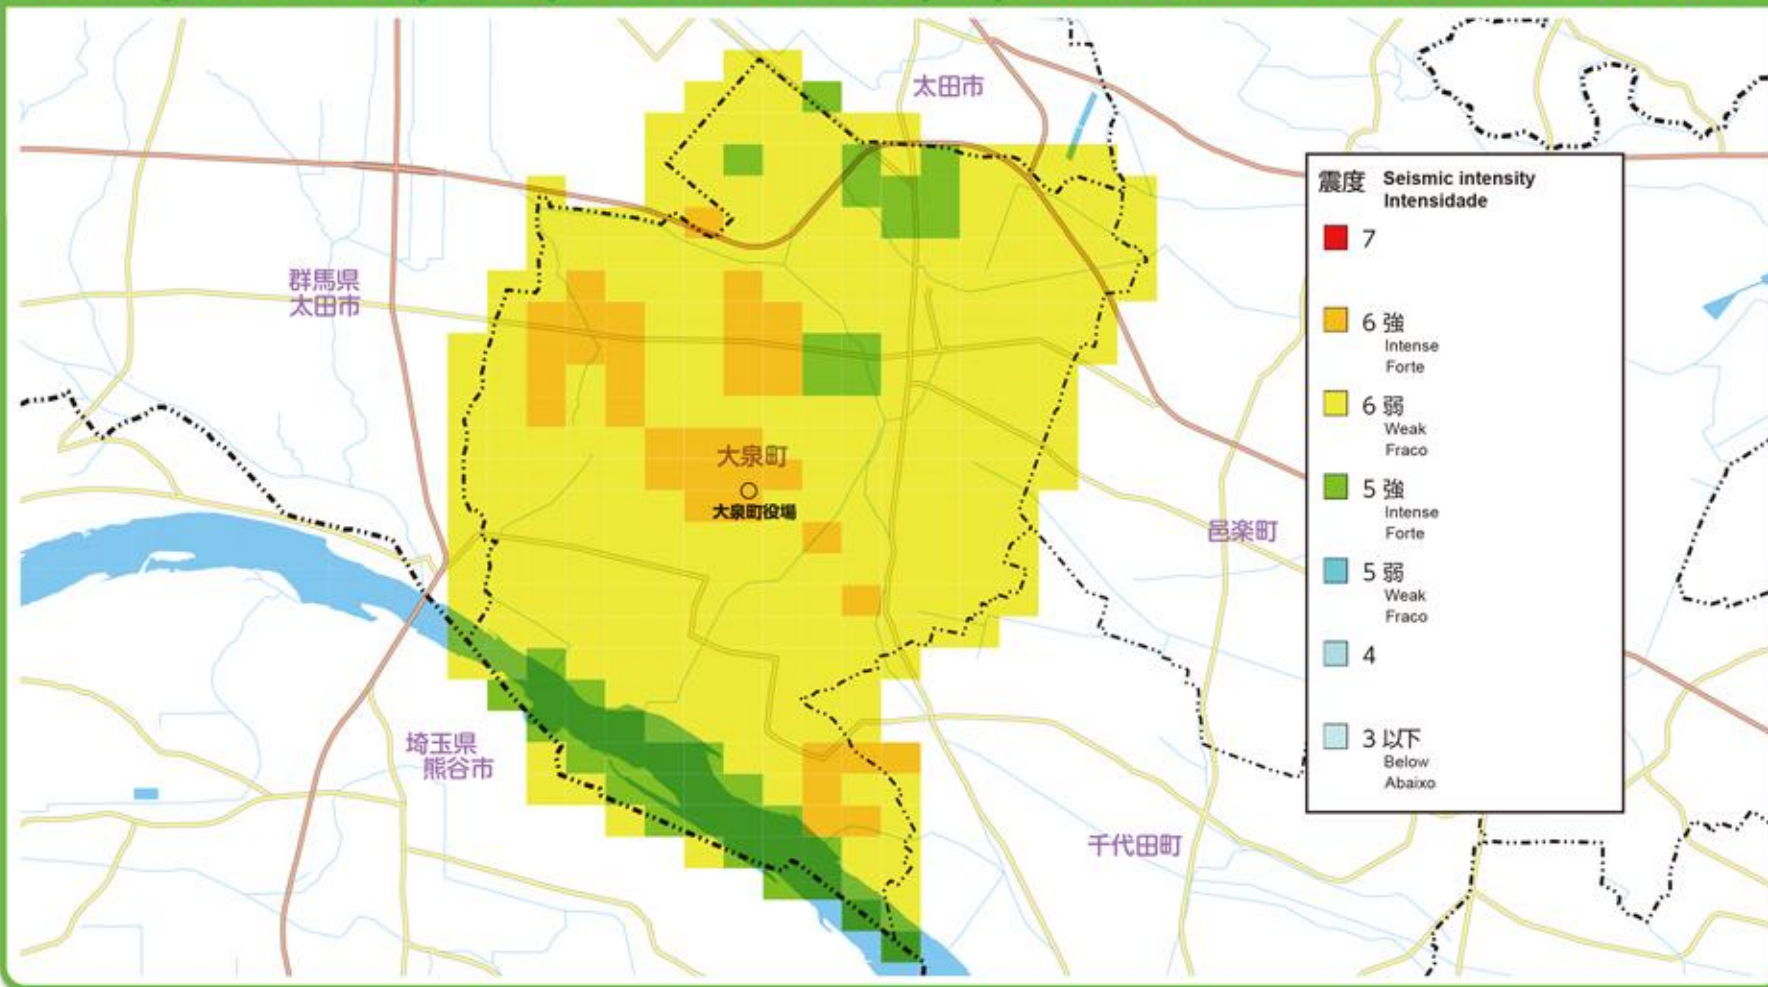 太田市
群馬県
太田市
大泉町
大泉町役場
邑楽町
埼玉県
熊谷市
千代田町
震度 Seismic intensity
Intensidade
7
6 強
Intense
Forte
6 弱
Weak
Fraco
5 強
Intense
Forte
5 弱
Weak
Fraco
4
3 以下
Below
Abaixo